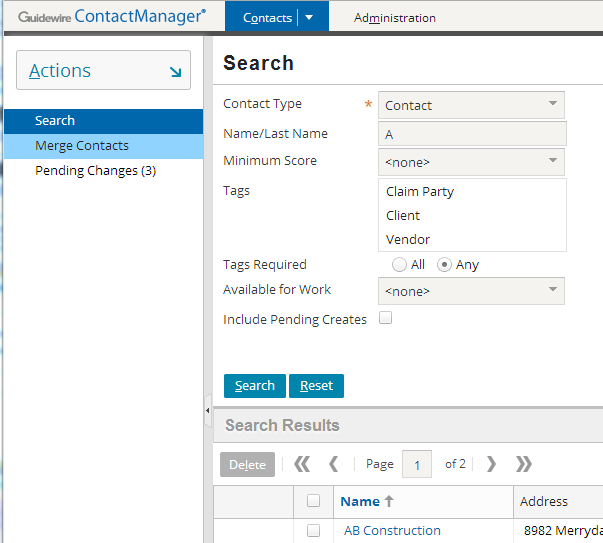 Guidewire ContactManager® Contacts Administration
Actions
Search
Merge Contacts
Pending Changes (3)
Search
Contact Type * Contact
Name/Last Name A
Minimum Score <none>
Tags
Claim Party
Client
Vendor
Tags Required All Any
Available for Work <none>
Include Pending Creates
Search Reset
Search Results
Delete Page 1 of 2
Name Address
AB Construction 8982